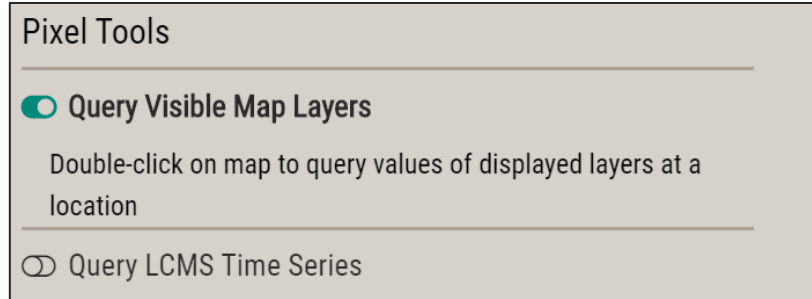 Pixel Tools
Query Visible Map Layers
Double-click on map to query values of displayed layers at a
location
Query LCMS Time Series